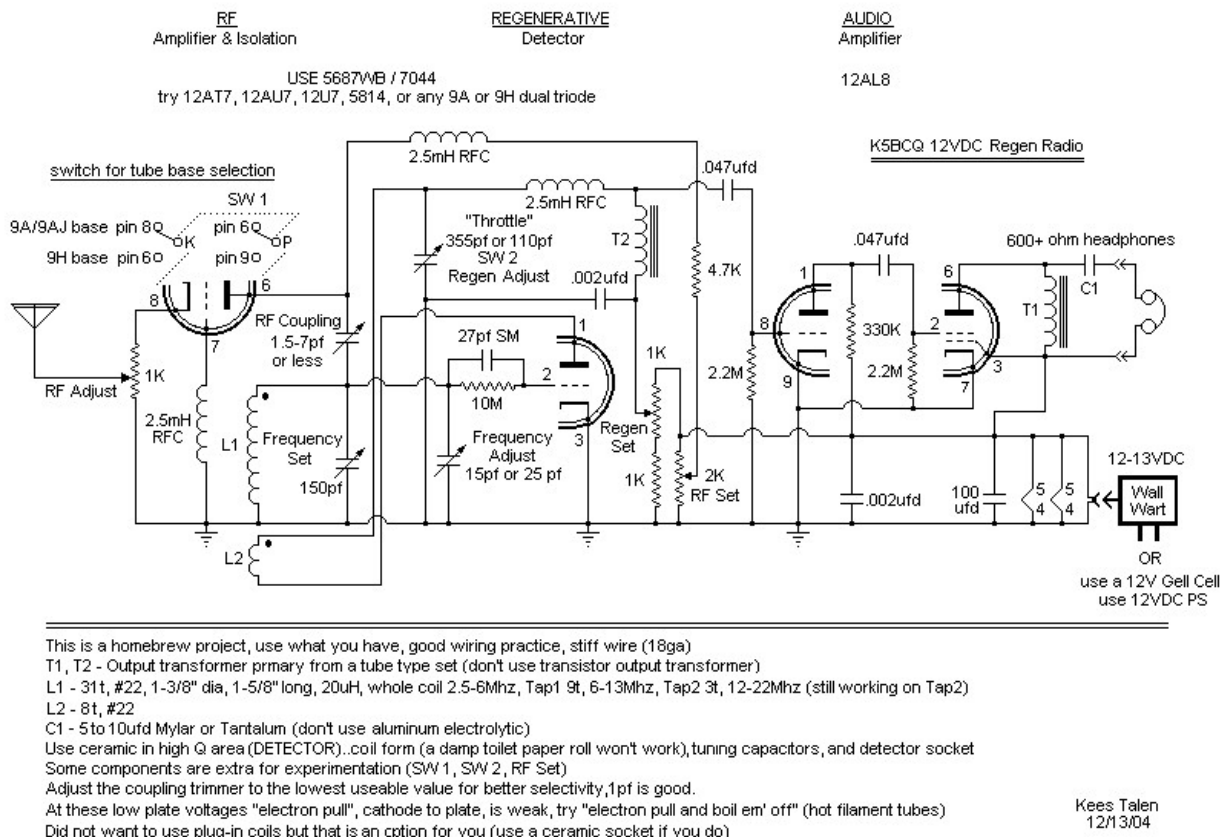 RF
Amplifier & Isolation
REGENERATIVE
Detector
AUDIO
Amplifier
USE 5687WB / 7044
try 12AT7, 12AU7, 12U7, 5814, or any 9A or 9H dual triode
12AL8
K5BCQ 12VDC Regen Radio
switch for tube base selection
SW 1
9A/9AJ base pin 8
K
pin 6
P
9H base pin 6
pin 9
8
6
7
RF Adjust
1K
2.5mH
RFC
2.5mH RFC
2.5mH RFC
.047ufd
"Throttle"
355pf or 110pf
SW 2
Regen Adjust
T2
.002ufd
4.7K
RF Coupling
1.5-7pf
or less
27pf SM
10M
1
2
3
L1
Frequency
Set
150pf
Frequency
Adjust
15pf or 25 pf
1K
Regen
Set
1K
2K
RF Set
2.2M
1
8
9
.047ufd
330K
2.2M
6
2
7
3
600+ ohm headphones
T1
C1
.002ufd
100
ufd
5
4
5
4
12-13VDC
Wall
Wart
OR
use a 12V Gell Cell
use 12VDC PS
L2
This is a homebrew project, use what you have, good wiring practice, stiff wire (18ga)
T1, T2 - Output transformer prmary from a tube type set (don't use transistor output transformer)
L1 - 31t, #22, 1-3/8" dia, 1-5/8" long, 20uH, whole coil 2.5-6Mhz, Tap1 9t, 6-13Mhz, Tap2 3t, 12-22Mhz (still working on Tap2)
L2 - 8t, #22
C1 - 5 to 10ufd Mylar or Tantalum (don't use aluminum electrolytic)
Use ceramic in high Q area (DETECTOR)..coil form (a damp toilet paper roll won't work), tuning capacitors, and detector socket
Some components are extra for experimentation (SW 1, SW 2, RF Set)
Adjust the coupling trimmer to the lowest useable value for better selectivity,1pf is good.
At these low plate voltages "electron pull", cathode to plate, is weak, try "electron pull and boil em' off" (hot filament tubes)
Did not want to use plug-in coils but that is an option for you (use a ceramic socket if you do)
Kees Talen
12/13/04